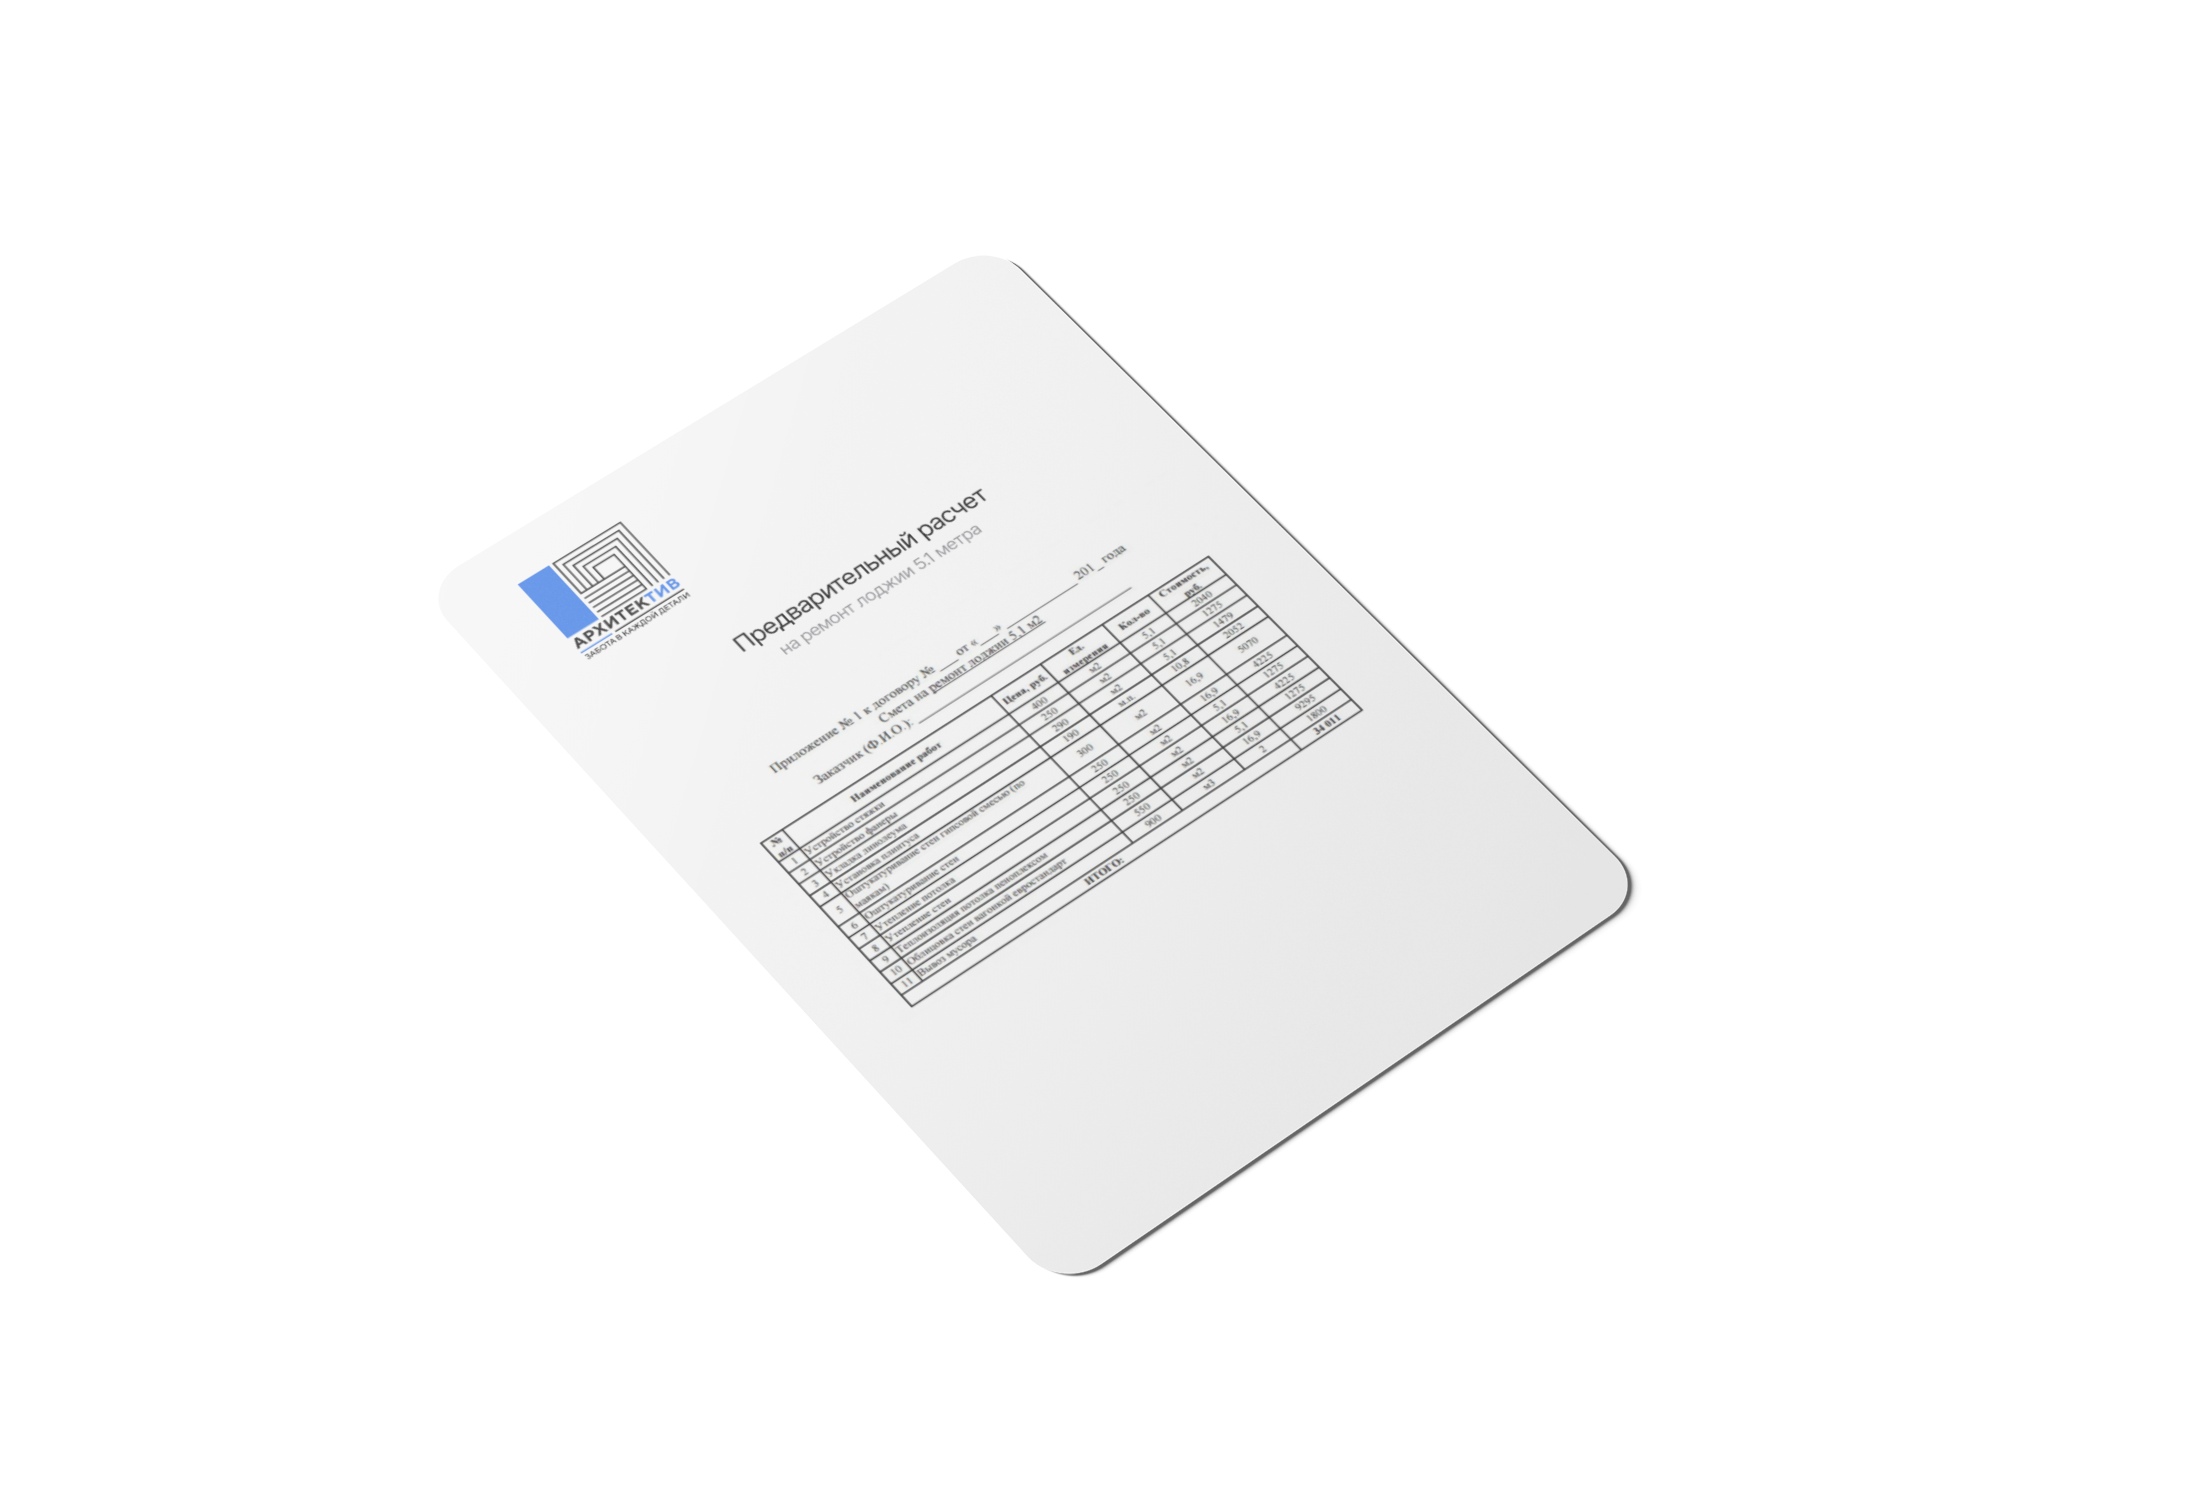 АРХИТЕКТИВ
ЗАБОТА В КАЖДОЙ ДЕТАЛИ
Предварительный расчет
на ремонт лоджии 5.1 метра
Приложение № 1 к договору № ___ от «___» ____________201_ года
Смета на ремонт лоджии 5,1 м2
Заказчик (Ф.И.О.): ______________________________
№ п/п Наименование работ Цена, руб. Ед. измерения Кол-во Стоимость, руб.
1 Устройство стяжки 400 м2 5,1 2040
2 Устройство фанеры 250 м2 5,1 1275
3 Укладка линолеума 290 м2 5,1 1479
4 Установка плинтуса 190 м.п. 10,8 2052
5 Оштукатуривание стен гипсовой смесью (по маякам) 300 м2 16,9 5070
6 Оштукатуривание стен 250 м2 16,9 4225
7 Утепление потолка 250 м2 5,1 1275
8 Утепление стен 250 м2 16,9 4225
9 Теплоизоляция потолка пеноплексом 250 м2 5,1 1275
10 Облицовка стен вагонкой евростандарт 550 м2 16,9 9295
11 Вывоз мусора 900 м3 2 1800
ИТОГО: 34 011